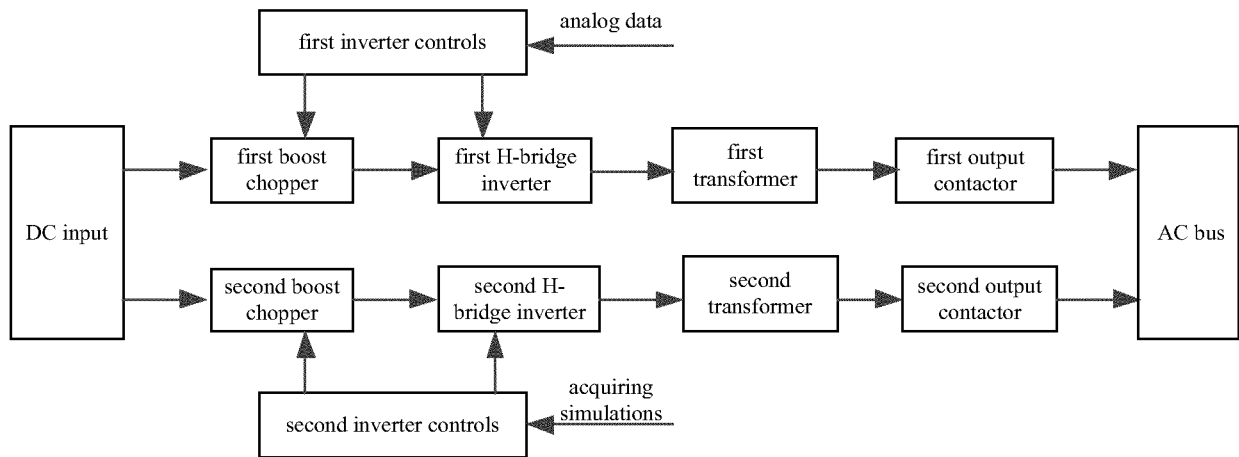 analog data
first inverter controls
DC input
first boost
chopper
first H-bridge
inverter
first
transformer
first output
contactor
AC bus
second boost
chopper
second H-
bridge inverter
second
transformer
second output
contactor
second inverter controls
acquiring
simulations